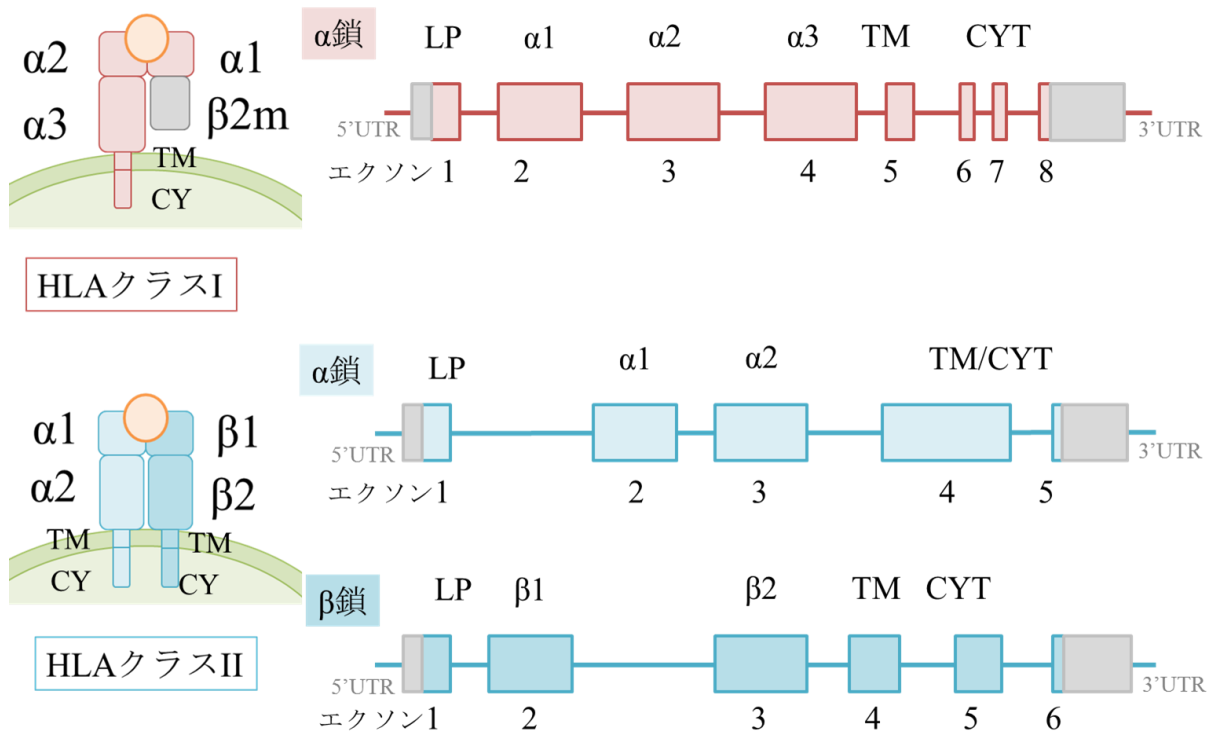 α鎖
LP α1 α2 α3 TM CYT
α2 α1
α3 β2m
TM
CY
5’UTR 3’UTR
エクソン 1 2 3 4 5 6 7 8
HLAクラスI
α鎖
LP α1 α2 TM/CYT
α1 β1
α2 β2
TM TM
CY CY
5’UTR 3’UTR
エクソン1 2 3 4 5
β鎖
LP β1 β2 TM CYT
HLAクラスII
5’UTR 3’UTR
エクソン1 2 3 4 5 6